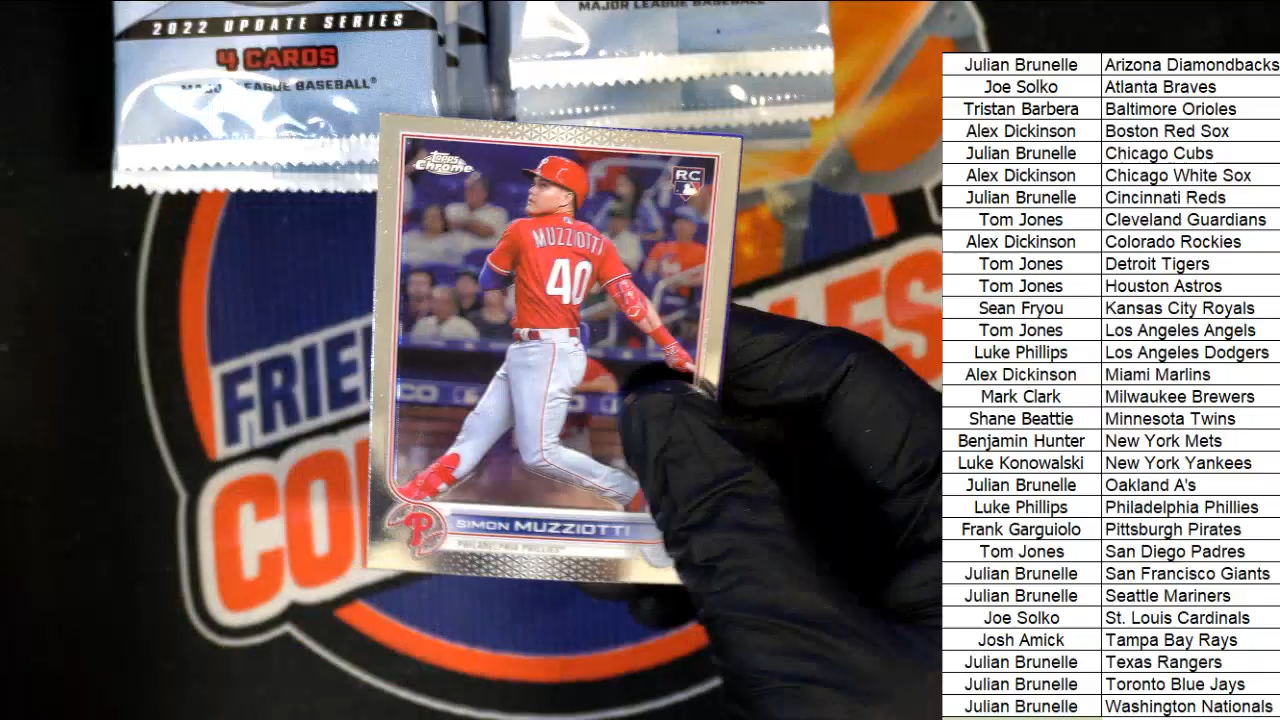 2022 UPDATE SERIES
4 CARDS
MAJOR LEAGUE BASEBALL®
MAJOR LEAGUE BASEBALL
Topps
Chrome
RC
MUZZIOTTI
40
SIMON MUZZIOTTI
PHILADELPHIA PHILLIES
P
Julian Brunelle Arizona Diamondbacks
Joe Solko Atlanta Braves
Tristan Barbera Baltimore Orioles
Alex Dickinson Boston Red Sox
Julian Brunelle Chicago Cubs
Alex Dickinson Chicago White Sox
Julian Brunelle Cincinnati Reds
Tom Jones Cleveland Guardians
Alex Dickinson Colorado Rockies
Tom Jones Detroit Tigers
Tom Jones Houston Astros
Sean Fryou Kansas City Royals
Tom Jones Los Angeles Angels
Luke Phillips Los Angeles Dodgers
Alex Dickinson Miami Marlins
Mark Clark Milwaukee Brewers
Shane Beattie Minnesota Twins
Benjamin Hunter New York Mets
Luke Konowalski New York Yankees
Julian Brunelle Oakland A's
Luke Phillips Philadelphia Phillies
Frank Garguiolo Pittsburgh Pirates
Tom Jones San Diego Padres
Julian Brunelle San Francisco Giants
Julian Brunelle Seattle Mariners
Joe Solko St. Louis Cardinals
Josh Amick Tampa Bay Rays
Julian Brunelle Texas Rangers
Julian Brunelle Toronto Blue Jays
Julian Brunelle Washington Nationals